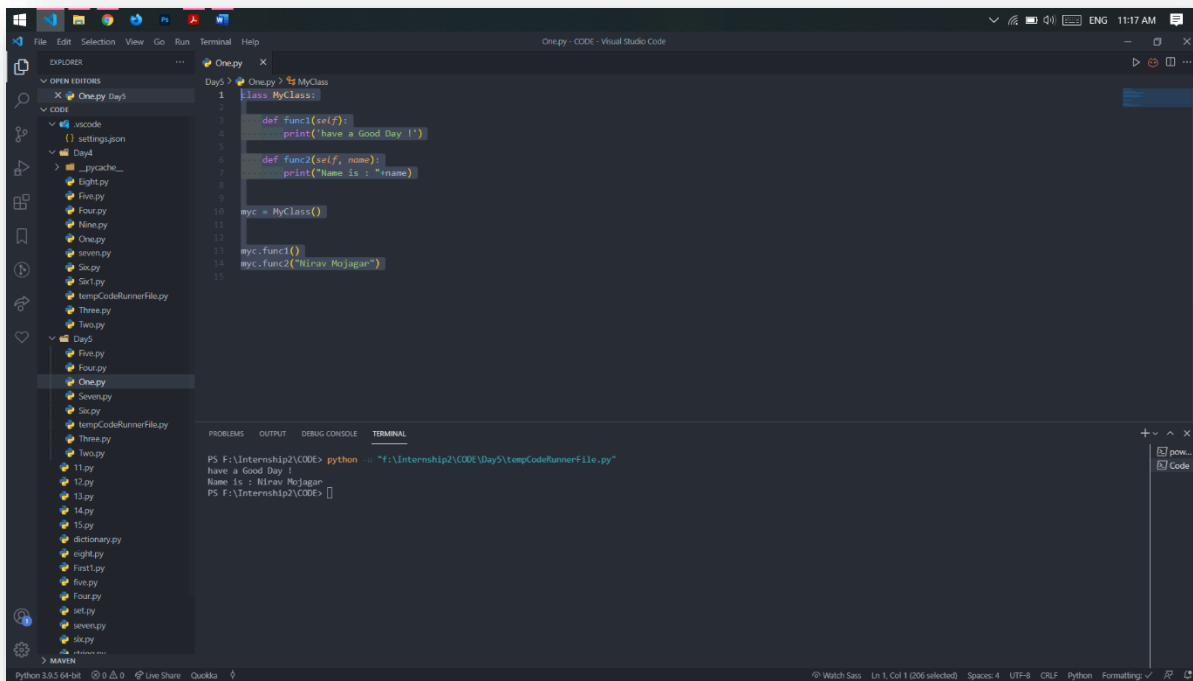 Ps
W
ENG 11:17 AM
File Edit Selection View Go Run Terminal Help
One.py - CODE - Visual Studio Code
EXPLORER
OPEN EDITORS
One.py Day5
CODE
.vscode
{} settings.json
Day4
__pycache__
Eight.py
Five.py
Four.py
Nine.py
One.py
seven.py
Six.py
Six1.py
tempCodeRunnerFile.py
Three.py
Two.py
Day5
Five.py
Four.py
One.py
Seven.py
Six.py
tempCodeRunnerFile.py
Three.py
Two.py
11.py
12.py
13.py
14.py
15.py
dictionary.py
eight.py
First1.py
five.py
Four.py
set.py
seven.py
six.py
string.py
MAVEN
One.py
Day5 > One.py > MyClass
1 class MyClass:
2
3 def func1(self):
4 print('have a Good Day !')
5
6 def func2(self, name):
7 print("Name is : "+name)
8
9
10 myc = MyClass()
11
12
13 myc.func1()
14 myc.func2("Nirav Mojagar")
15
PROBLEMS OUTPUT DEBUG CONSOLE TERMINAL
PS F:\Internship2\CODE> python -u "f:\Internship2\CODE\Day5\tempCodeRunnerFile.py"
have a Good Day !
Name is : Nirav Mojagar
PS F:\Internship2\CODE>
pow...
Code
Python 3.9.5 64-bit 0 0 Live Share Quokka
Watch Sass Ln 1, Col 1 (206 selected) Spaces: 4 UTF-8 CRLF Python Formatting: ✓